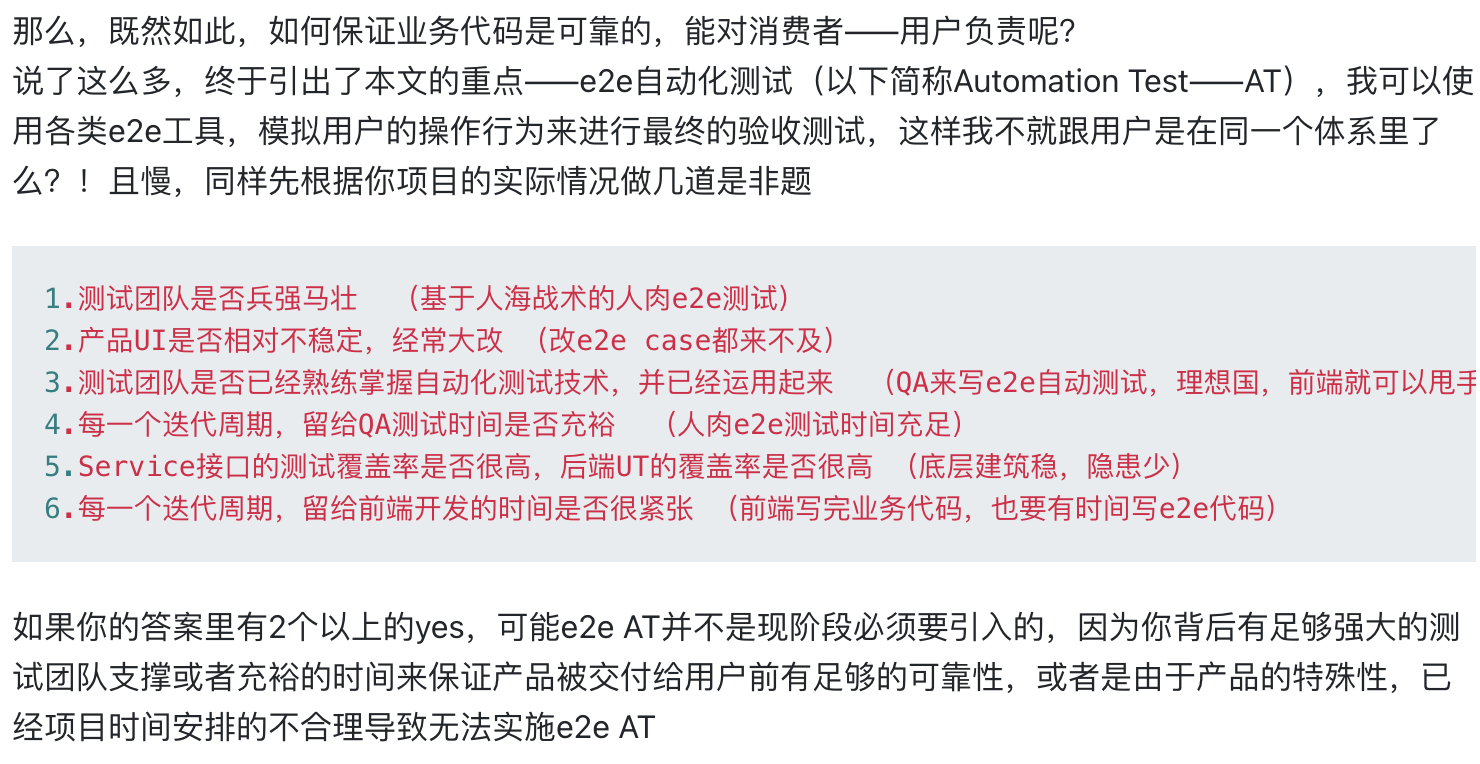 那么，既然如此，如何保证业务代码是可靠的，能对消费者——用户负责呢？
说了这么多，终于引出了本文的重点——e2e自动化测试（以下简称Automation Test——AT），我可以使
用各类e2e工具，模拟用户的操作行为来进行最终的验收测试，这样我不就跟用户是在同一个体系里了
么？！且慢，同样先根据你项目的实际情况做几道是非题
1.测试团队是否兵强马壮 （基于人海战术的人肉e2e测试）
2.产品UI是否相对不稳定，经常大改 （改e2e case都来不及）
3.测试团队是否已经熟练掌握自动化测试技术，并已经运用起来 （QA来写e2e自动测试，理想国，前端就可以甩手
4.每一个迭代周期，留给QA测试时间是否充裕 （人肉e2e测试时间充足）
5.Service接口的测试覆盖率是否很高，后端UT的覆盖率是否很高 （底层建筑稳，隐患少）
6.每一个迭代周期，留给前端开发的时间是否很紧张 （前端写完业务代码，也要有时间写e2e代码）
如果你的答案里有2个以上的yes，可能e2e AT并不是现阶段必须要引入的，因为你背后有足够强大的测
试团队支撑或者充裕的时间来保证产品被交付给用户前有足够的可靠性，或者是由于产品的特殊性，已
经项目时间安排的不合理导致无法实施e2e AT